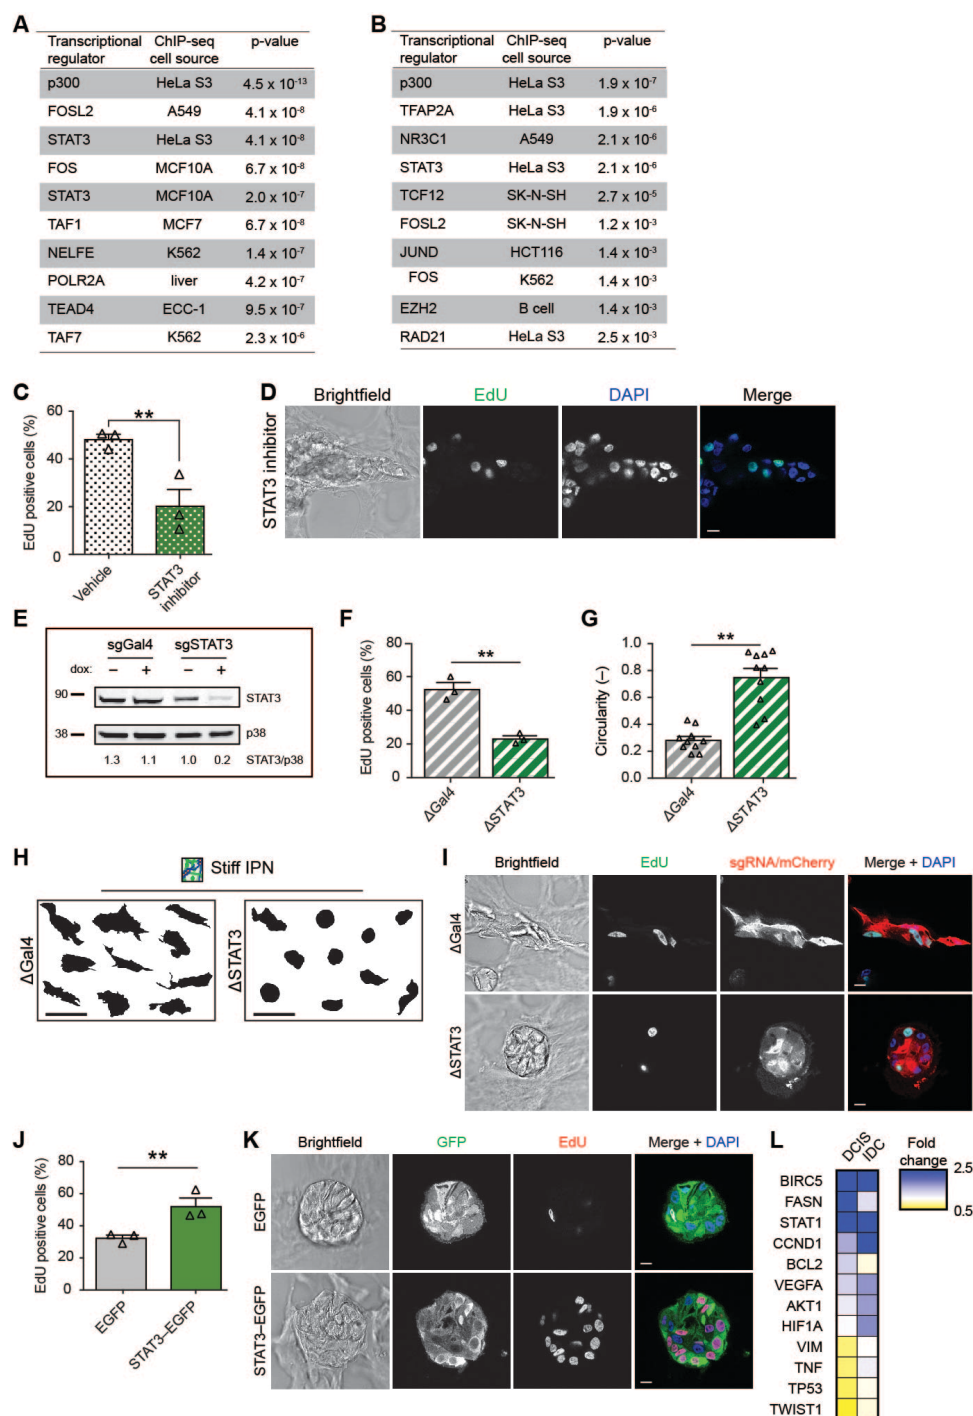 A
Transcriptional regulator ChIP-seq cell source p-value
p300 HeLa S3 4.5 x 10-13
FOSL2 A549 4.1 x 10-8
STAT3 HeLa S3 4.1 x 10-8
FOS MCF10A 6.7 x 10-8
STAT3 MCF10A 2.0 x 10-7
TAF1 MCF7 6.7 x 10-8
NELFE K562 1.4 x 10-7
POLR2A liver 4.2 x 10-7
TEAD4 ECC-1 9.5 x 10-7
TAF7 K562 2.3 x 10-6
B
Transcriptional regulator ChIP-seq cell source p-value
p300 HeLa S3 1.9 x 10-7
TFAP2A HeLa S3 1.9 x 10-6
NR3C1 A549 2.1 x 10-6
STAT3 HeLa S3 2.1 x 10-6
TCF12 SK-N-SH 2.7 x 10-5
FOSL2 SK-N-SH 1.2 x 10-3
JUND HCT116 1.4 x 10-3
FOS K562 1.4 x 10-3
EZH2 B cell 1.4 x 10-3
RAD21 HeLa S3 2.5 x 10-3
C
EdU positive cells (%)
60
40
20
0
**
Vehicle
STAT3 inhibitor
D
Brightfield EdU DAPI Merge
STAT3 inhibitor
E
sgGal4 sgSTAT3
dox: – + – +
90 STAT3
38 p38
1.3 1.1 1.0 0.2 STAT3/p38
F
EdU positive cells (%)
80
60
40
20
0
**
ΔGal4
ΔSTAT3
G
Circularity (–)
1.0
0.8
0.6
0.4
0.2
0.0
**
ΔGal4
ΔSTAT3
H
Stiff IPN
ΔGal4
ΔSTAT3
I
Brightfield EdU sgRNA/mCherry Merge + DAPI
ΔGal4
ΔSTAT3
J
EdU positive cells (%)
80
60
40
20
0
**
EGFP
STAT3–EGFP
K
Brightfield GFP EdU Merge + DAPI
EGFP
STAT3–EGFP
L
DCIS
IDC
Fold change
2.5
0.5
BIRC5
FASN
STAT1
CCND1
BCL2
VEGFA
AKT1
HIF1A
VIM
TNF
TP53
TWIST1